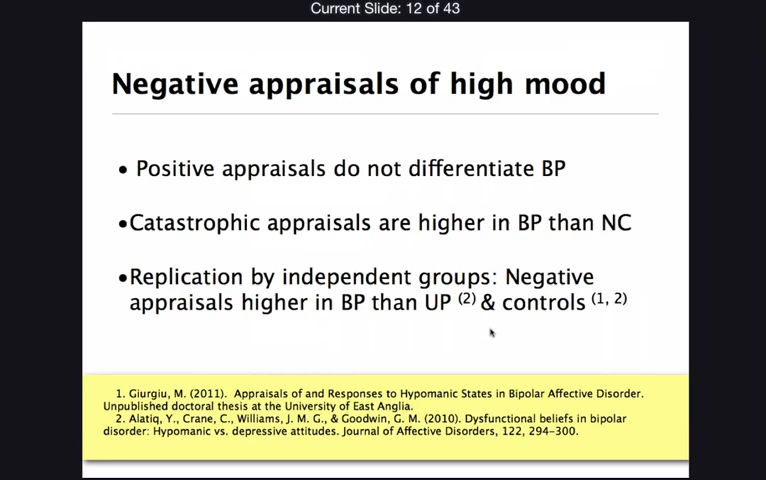 Current Slide: 12 of 43
Negative appraisals of high mood
• Positive appraisals do not differentiate BP
•Catastrophic appraisals are higher in BP than NC
•Replication by independent groups: Negative
appraisals higher in BP than UP (2) & controls (1, 2)
1. Giurgiu, M. (2011). Appraisals of and Responses to Hypomanic States in Bipolar Affective Disorder.
Unpublished doctoral thesis at the University of East Anglia.
2. Alatiq, Y., Crane, C., Williams, J. M. G., & Goodwin, G. M. (2010). Dysfunctional beliefs in bipolar
disorder: Hypomanic vs. depressive attitudes. Journal of Affective Disorders, 122, 294–300.